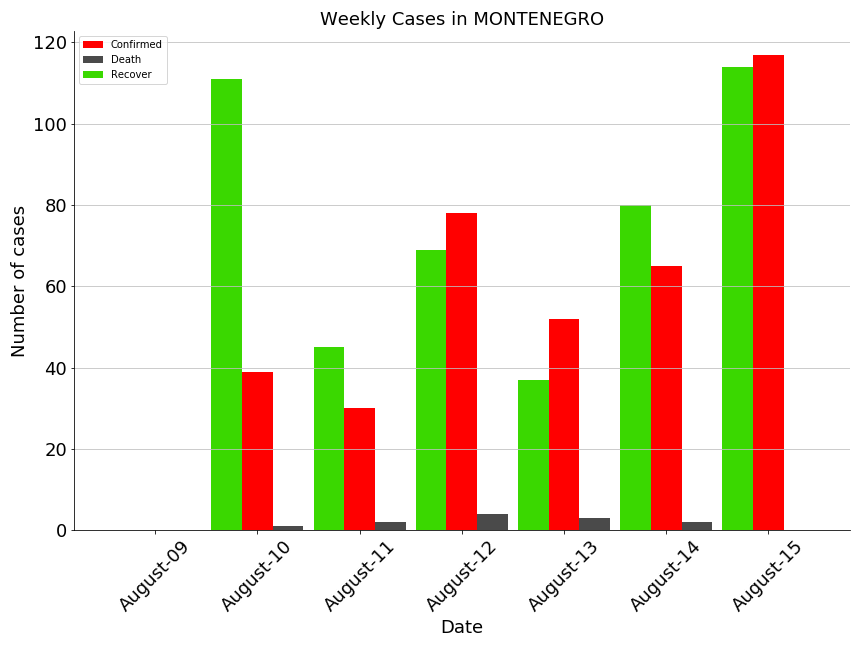 Weekly Cases in MONTENEGRO
Confirmed
Death
Recover
Number of cases
120
100
80
60
40
20
0
August-09
August-10
August-11
August-12
August-13
August-14
August-15
Date